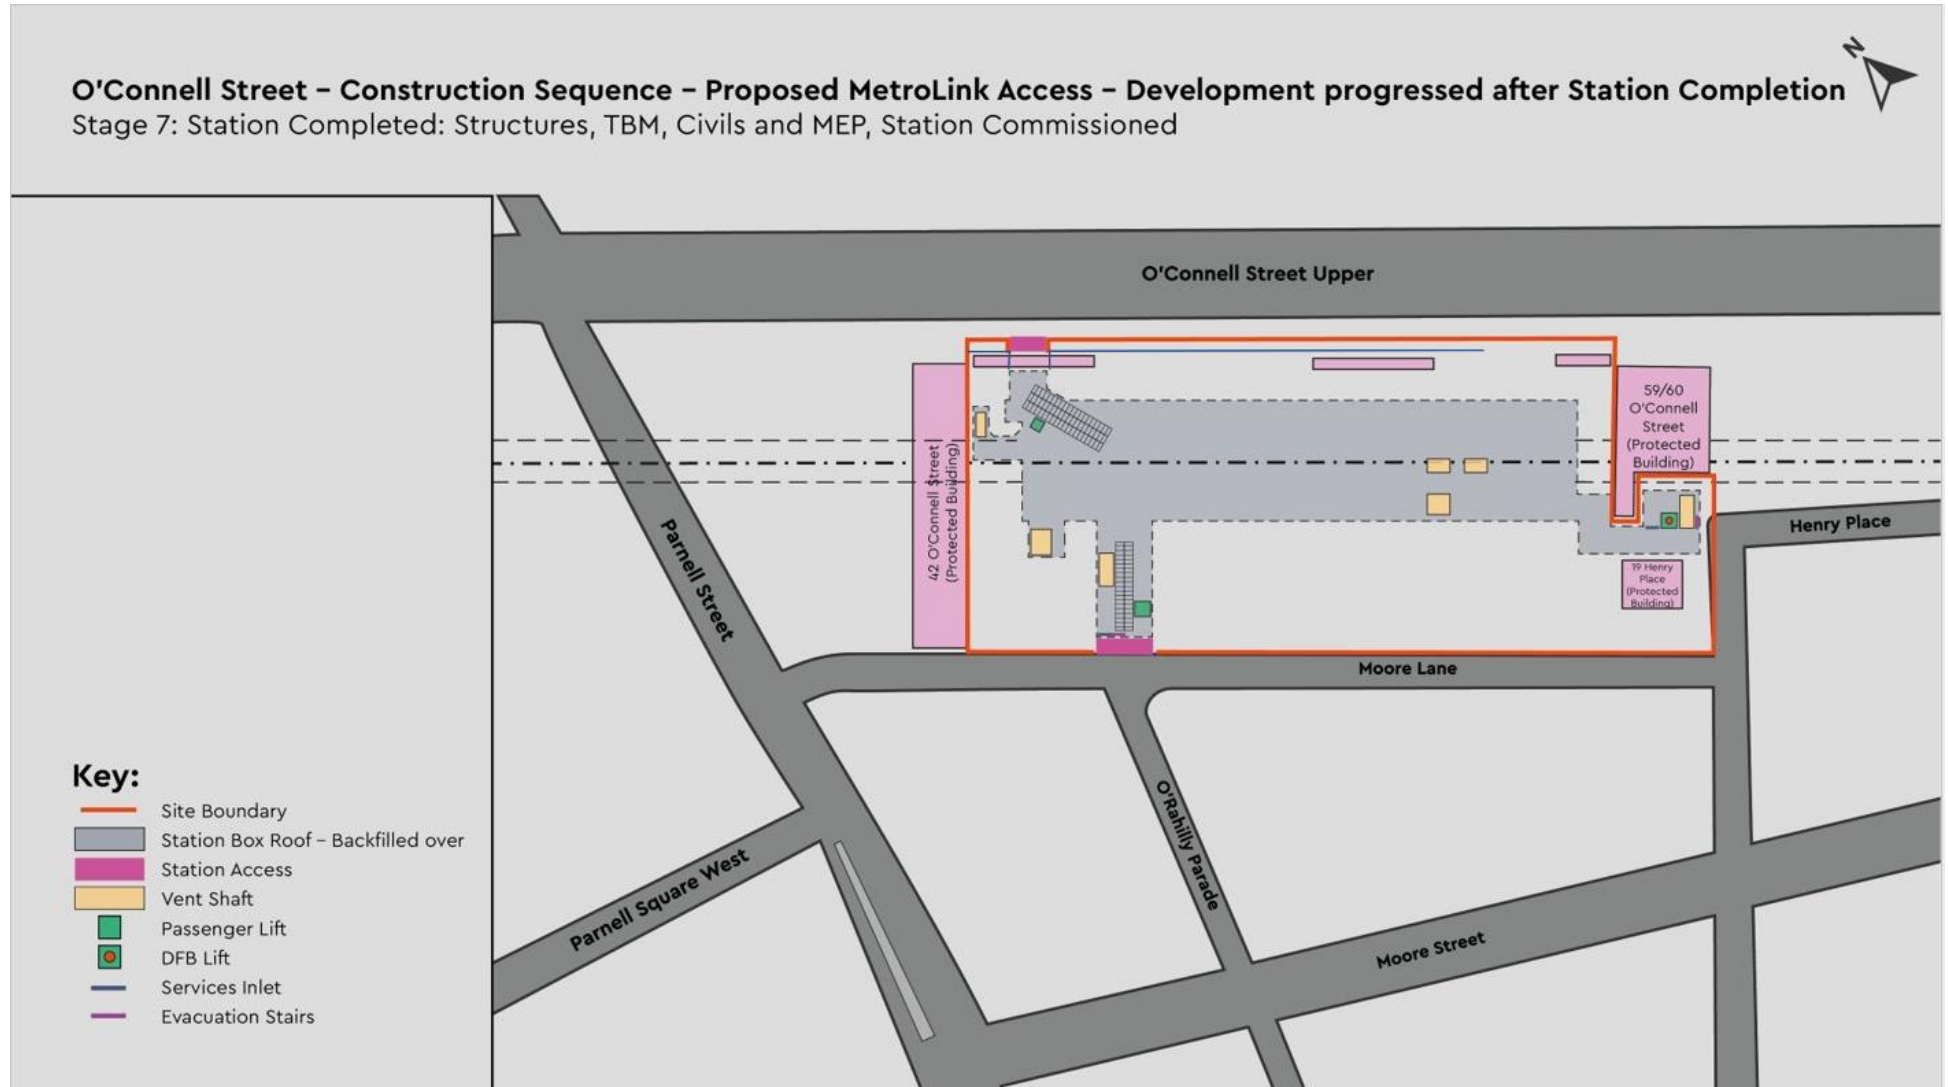 O'Connell Street – Construction Sequence – Proposed MetroLink Access – Development progressed after Station Completion
Stage 7: Station Completed: Structures, TBM, Civils and MEP, Station Commissioned
N
O'Connell Street Upper
59/60
O'Connell
Street
(Protected
Building)
42 O'Connell Street
(Protected Building)
Parnell Street
Henry Place
19 Henry
Place
(Protected
Building)
Moore Lane
O'Rahilly Parade
Parnell Square West
Moore Street
Key:
Site Boundary
Station Box Roof – Backfilled over
Station Access
Vent Shaft
Passenger Lift
DFB Lift
Services Inlet
Evacuation Stairs